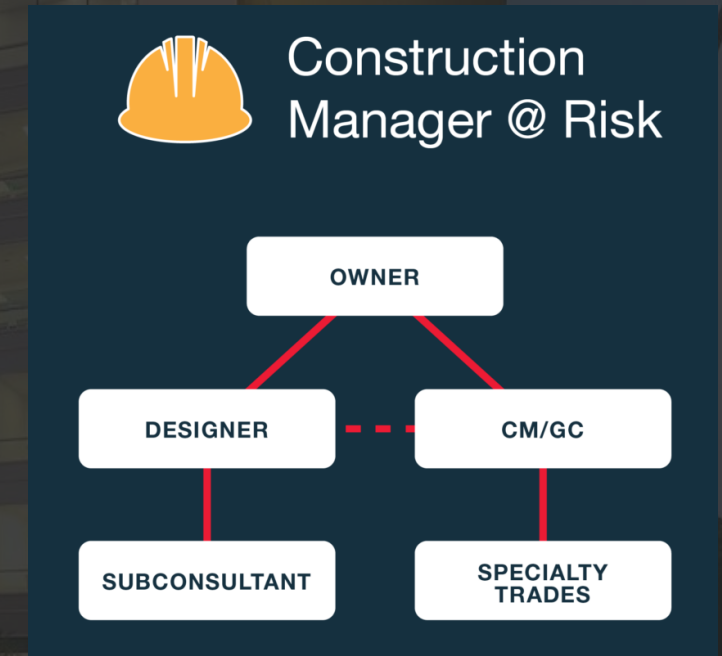 Construction
Manager @ Risk
OWNER
DESIGNER
CM/GC
SUBCONSULTANT
SPECIALTY
TRADES